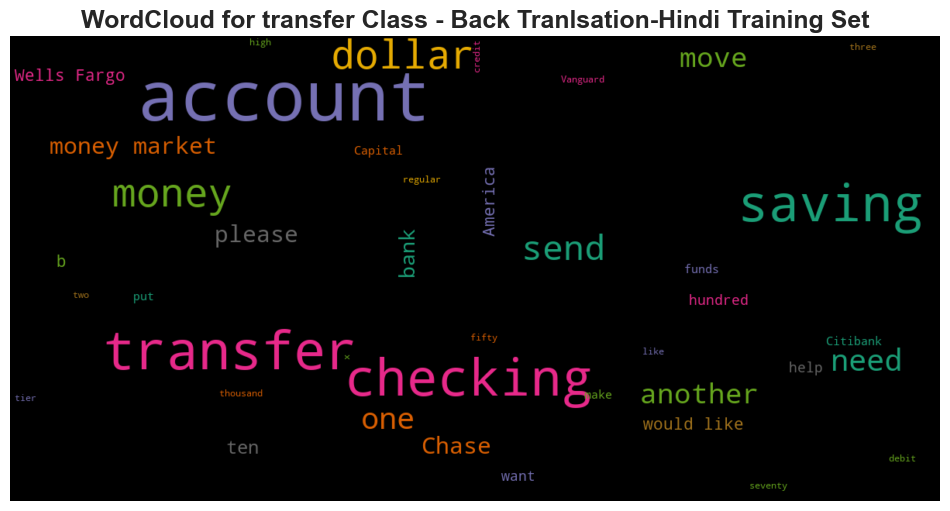 WordCloud for transfer Class - Back Tranlsation-Hindi Training Set
high
dollar
credit
move
three
Wells Fargo
account
Vanguard
money market
Capital
America
regular
money
saving
please
bank
send
b
funds
two
put
hundred
transfer
fifty
Citibank
like
x
checking
help
need
tier
thousand
make
another
one
would like
ten
Chase
want
debit
seventy